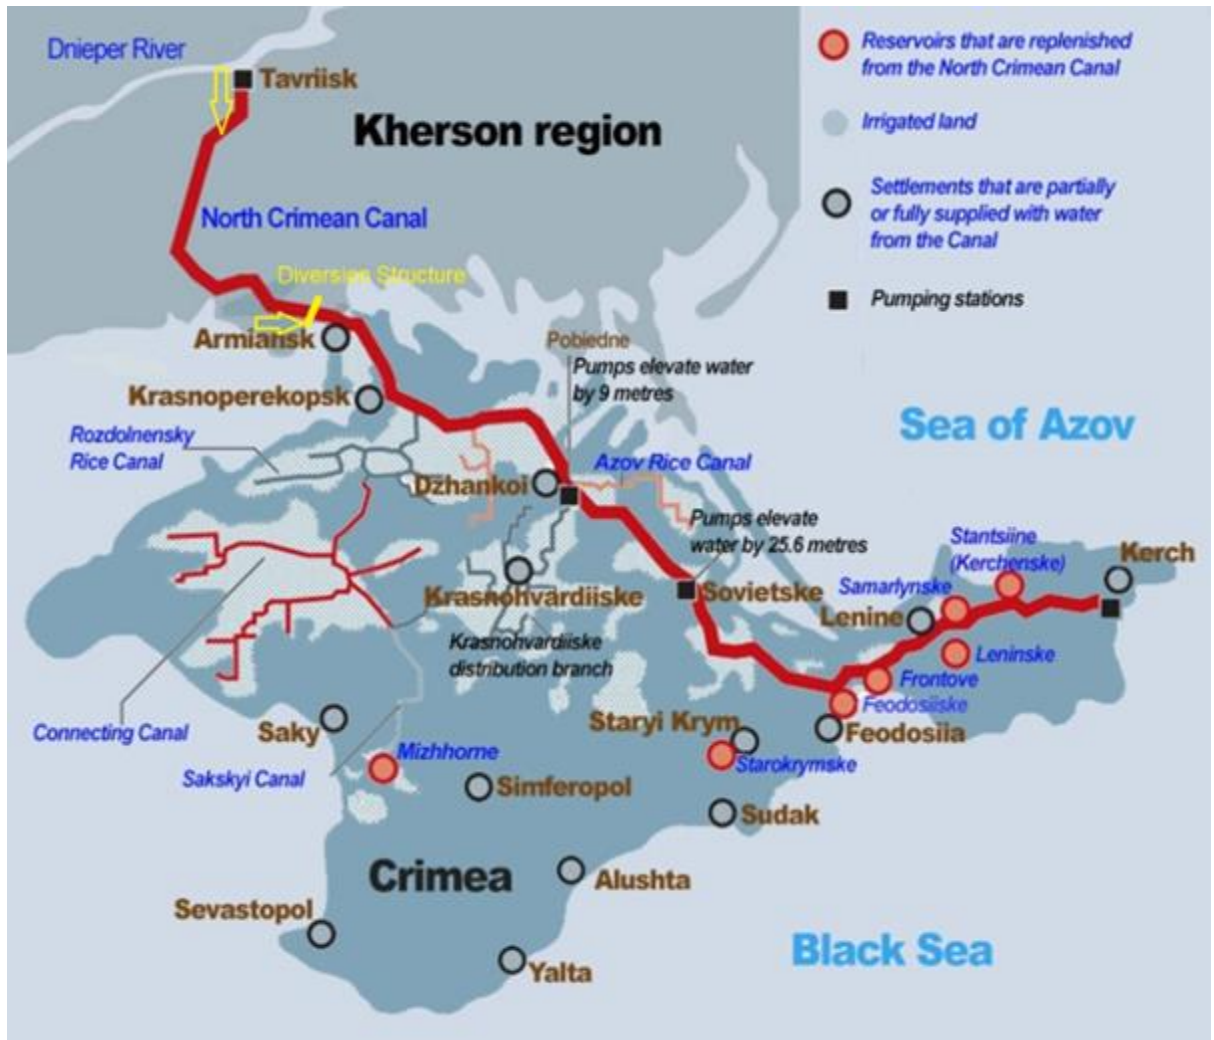 Dnieper River
Tavriisk
Kherson region
North Crimean Canal
Diversion Structure
Reservoirs that are replenished
from the North Crimean Canal
Irrigated land
Settlements that are partially
or fully supplied with water
from the Canal
Pumping stations
Armiansk
Pobiedne
Pumps elevate water
by 9 metres
Krasnoperekopsk
Sea of Azov
Rozdolnensky
Rice Canal
Azov Rice Canal
Dzhankoi
Pumps elevate
water by 25.6 metres
Stantsiine
(Kerchenske)
Kerch
Samarlynske
Krasnohvardiiske
Sovietske
Lenine
Krasnohvardiiske
distribution branch
Leninske
Frontove
Feodosiiske
Connecting Canal
Saky
Staryi Krym
Feodosiia
Mizhhorne
Starokrymske
Sakskyi Canal
Simferopol
Sudak
Crimea
Alushta
Sevastopol
Black Sea
Yalta